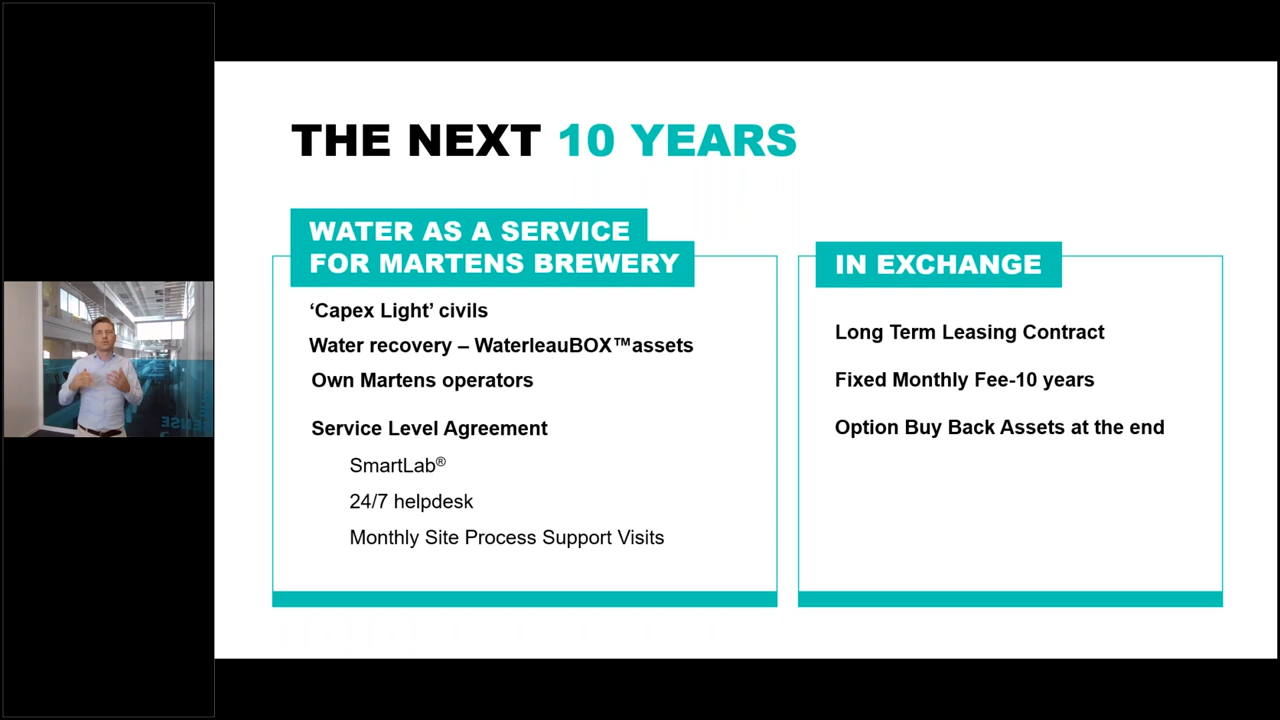 THE NEXT 10 YEARS
WATER AS A SERVICE
FOR MARTENS BREWERY
‘Capex Light’ civils
Water recovery – WaterleauBOX™assets
Own Martens operators
Service Level Agreement
SmartLab®
24/7 helpdesk
Monthly Site Process Support Visits
IN EXCHANGE
Long Term Leasing Contract
Fixed Monthly Fee-10 years
Option Buy Back Assets at the end